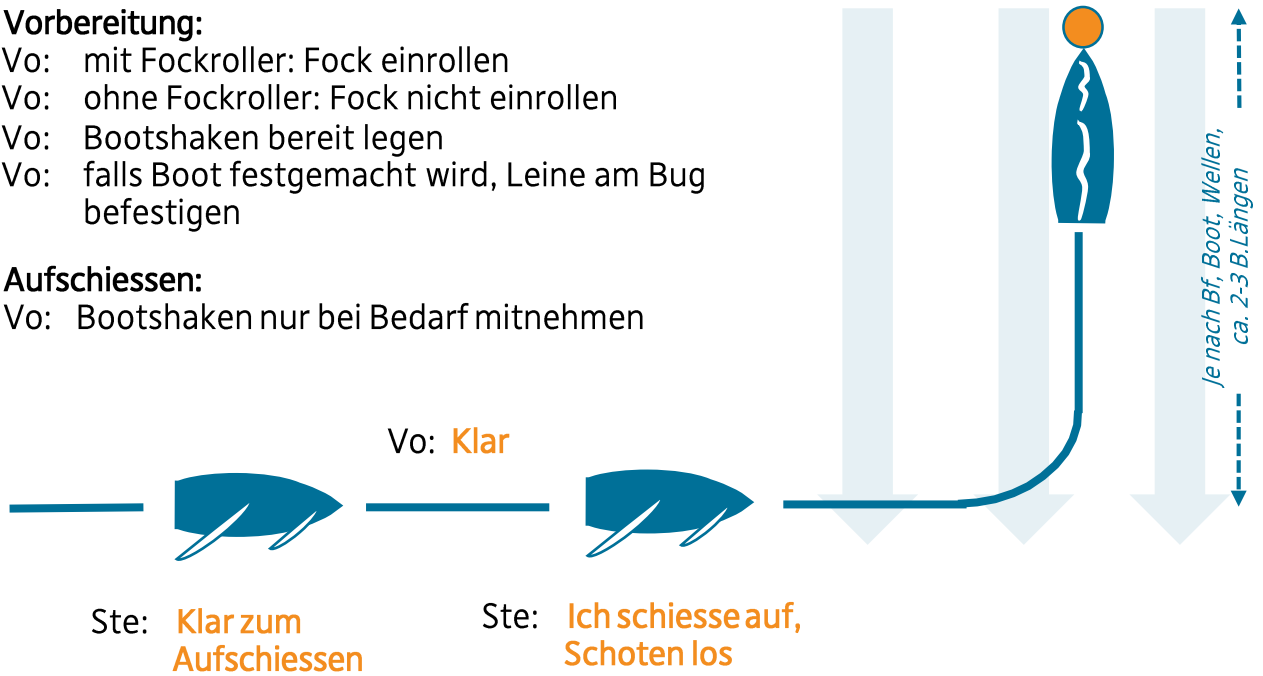 Vorbereitung:
Vo: mit Fockroller: Fock einrollen
Vo: ohne Fockroller: Fock nicht einrollen
Vo: Bootshaken bereit legen
Vo: falls Boot festgemacht wird, Leine am Bug
befestigen
Aufschiessen:
Vo: Bootshaken nur bei Bedarf mitnehmen
Je nach Bf, Boot, Wellen,
ca. 2-3 B.Längen
Vo: Klar
Ste: Klar zum
Aufschiessen
Ste: Ich schiesse auf,
Schoten los